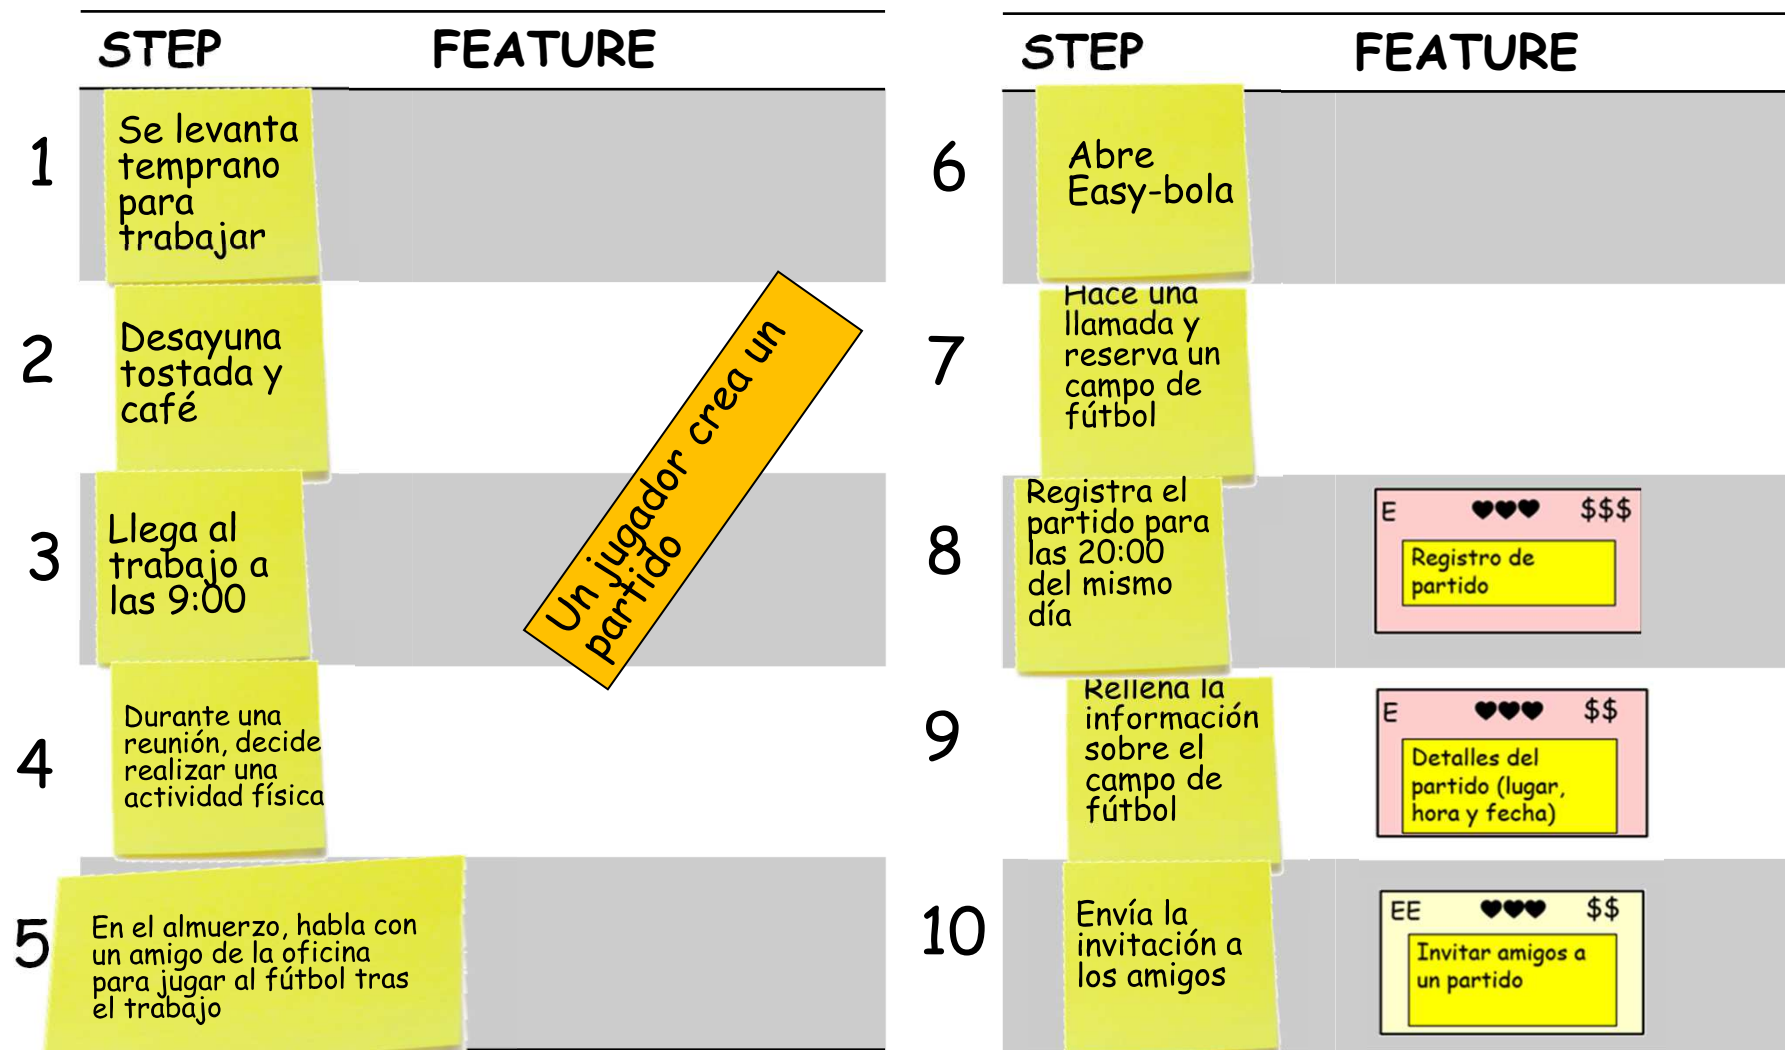 STEP FEATURE
1
Se levanta
temprano
para
trabajar
2
Desayuna
tostada y
café
3
Llega al
trabajo a
las 9:00
4
Durante una
reunión, decide
realizar una
actividad física
5
En el almuerzo, habla con
un amigo de la oficina
para jugar al fútbol tras
el trabajo
Un jugador crea un
partido
STEP FEATURE
6
Abre
Easy-bola
7
Hace una
llamada y
reserva un
campo de
fútbol
8
Registra el
partido para
las 20:00
del mismo
día
E ♥♥♥ $$$
Registro de
partido
9
Rellena la
información
sobre el
campo de
fútbol
E ♥♥♥ $$
Detalles del
partido (lugar,
hora y fecha)
10
Envía la
invitación a
los amigos
EE ♥♥♥ $$
Invitar amigos a
un partido